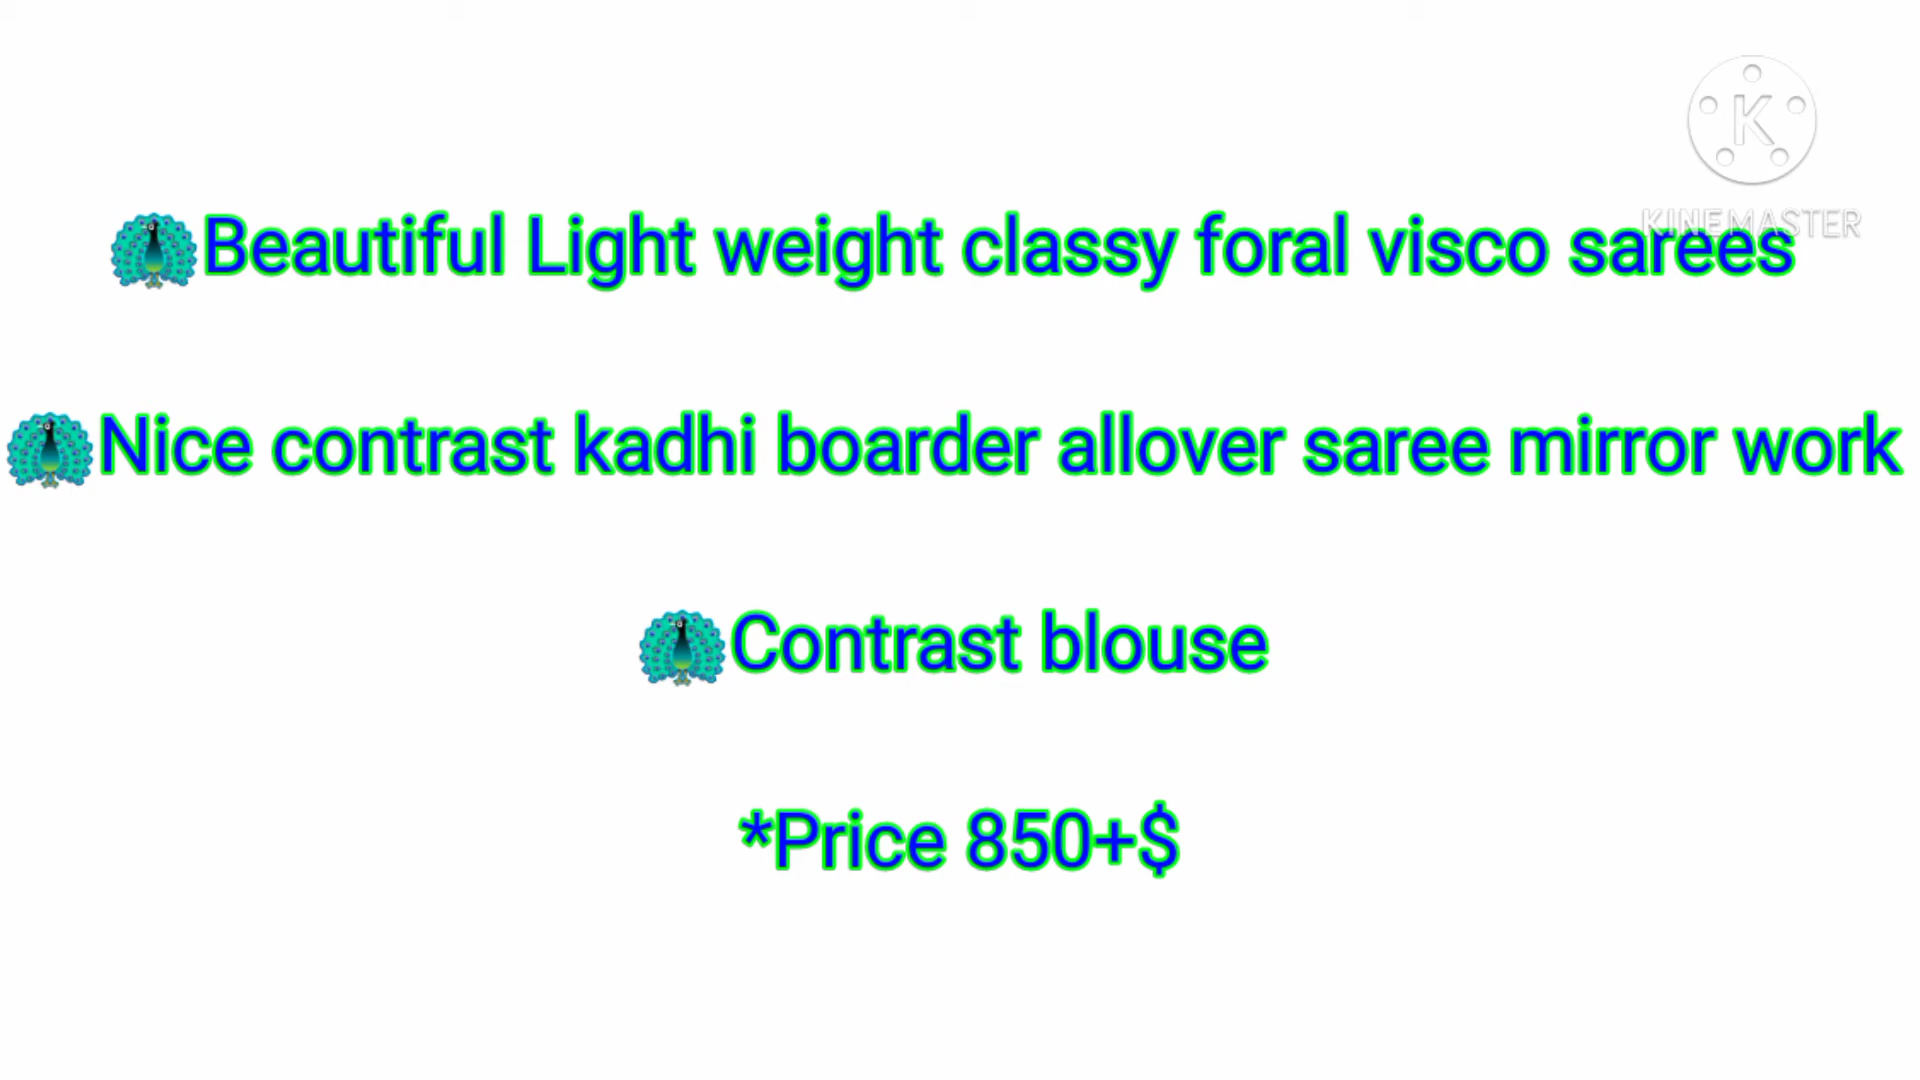 K
KINEMASTER
🦚Beautiful Light weight classy foral visco sarees
🦚Nice contrast kadhi boarder allover saree mirror work
🦚Contrast blouse
*Price 850+$